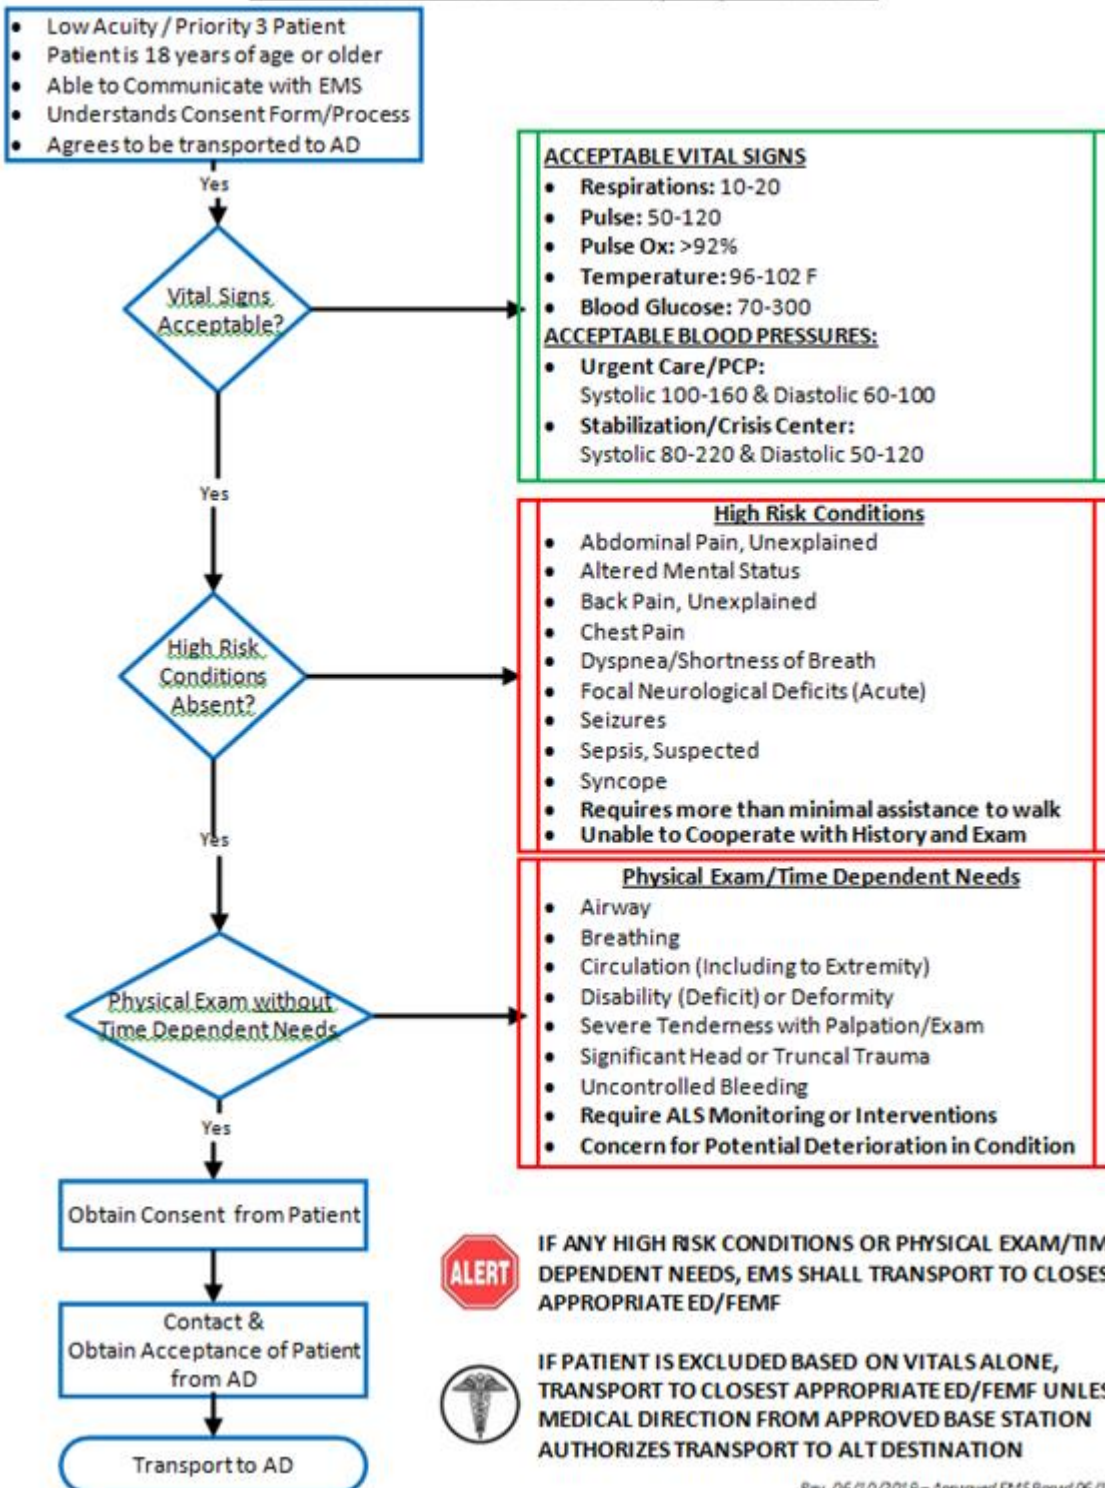 • Low Acuity / Priority 3 Patient
• Patient is 18 years of age or older
• Able to Communicate with EMS
• Understands Consent Form/Process
• Agrees to be transported to AD
Yes
Vital Signs
Acceptable?
ACCEPTABLE VITAL SIGNS
• Respirations: 10-20
• Pulse: 50-120
• Pulse Ox: >92%
• Temperature: 96-102 F
• Blood Glucose: 70-300
ACCEPTABLE BLOOD PRESSURES:
• Urgent Care/PCP:
Systolic 100-160 & Diastolic 60-100
• Stabilization/Crisis Center:
Systolic 80-220 & Diastolic 50-120
Yes
High Risk
Conditions
Absent?
High Risk Conditions
• Abdominal Pain, Unexplained
• Altered Mental Status
• Back Pain, Unexplained
• Chest Pain
• Dyspnea/Shortness of Breath
• Focal Neurological Deficits (Acute)
• Seizures
• Sepsis, Suspected
• Syncope
• Requires more than minimal assistance to walk
• Unable to Cooperate with History and Exam
Yes
Physical Exam without
Time Dependent Needs
Physical Exam/Time Dependent Needs
• Airway
• Breathing
• Circulation (Including to Extremity)
• Disability (Deficit) or Deformity
• Severe Tenderness with Palpation/Exam
• Significant Head or Truncal Trauma
• Uncontrolled Bleeding
• Require ALS Monitoring or Interventions
• Concern for Potential Deterioration in Condition
Yes
Obtain Consent from Patient
Contact &
Obtain Acceptance of Patient
from AD
Transport to AD
ALERT
IF ANY HIGH RISK CONDITIONS OR PHYSICAL EXAM/TIM
DEPENDENT NEEDS, EMS SHALL TRANSPORT TO CLOSES
APPROPRIATE ED/FEMF
IF PATIENT IS EXCLUDED BASED ON VITALS ALONE,
TRANSPORT TO CLOSEST APPROPRIATE ED/FEMF UNLES
MEDICAL DIRECTION FROM APPROVED BASE STATION
AUTHORIZES TRANSPORT TO ALT DESTINATION